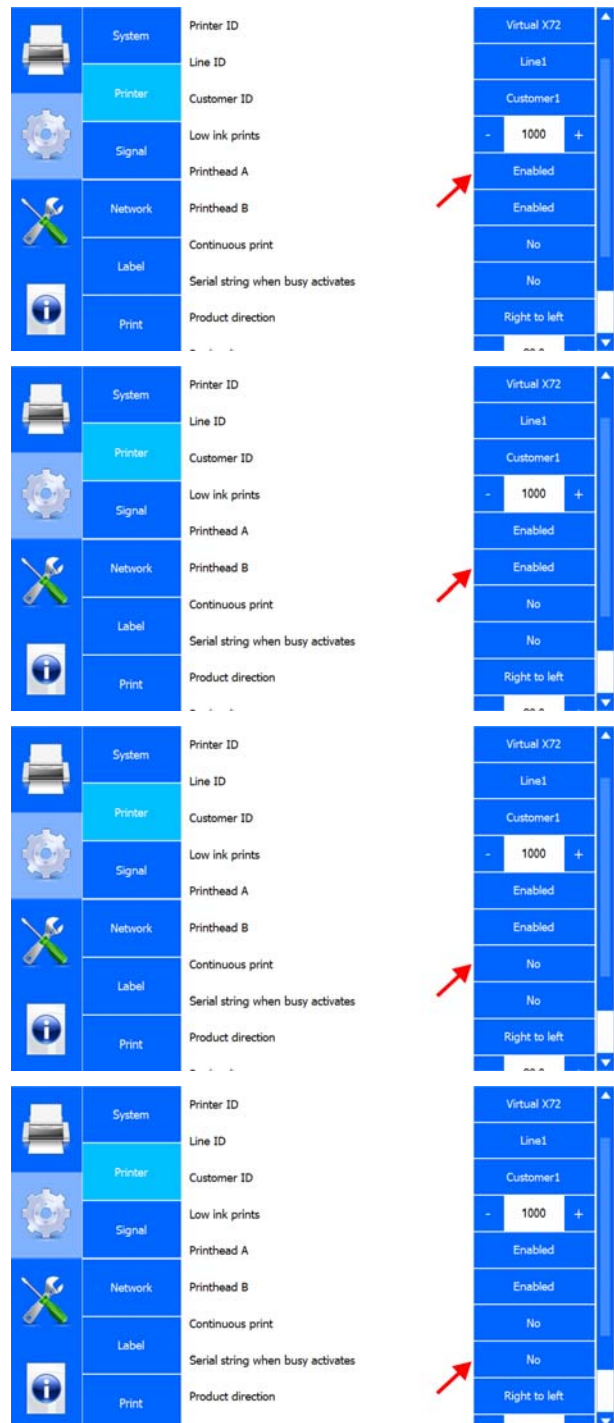 System
Printer
Signal
Network
Label
Print
Printer ID Virtual X72
Line ID Line1
Customer ID Customer1
Low ink prints - 1000 +
Printhead A Enabled
Printhead B Enabled
Continuous print No
Serial string when busy activates No
Product direction Right to left
System
Printer
Signal
Network
Label
Print
Printer ID Virtual X72
Line ID Line1
Customer ID Customer1
Low ink prints - 1000 +
Printhead A Enabled
Printhead B Enabled
Continuous print No
Serial string when busy activates No
Product direction Right to left
System
Printer
Signal
Network
Label
Print
Printer ID Virtual X72
Line ID Line1
Customer ID Customer1
Low ink prints - 1000 +
Printhead A Enabled
Printhead B Enabled
Continuous print No
Serial string when busy activates No
Product direction Right to left
System
Printer
Signal
Network
Label
Print
Printer ID Virtual X72
Line ID Line1
Customer ID Customer1
Low ink prints - 1000 +
Printhead A Enabled
Printhead B Enabled
Continuous print No
Serial string when busy activates No
Product direction Right to left